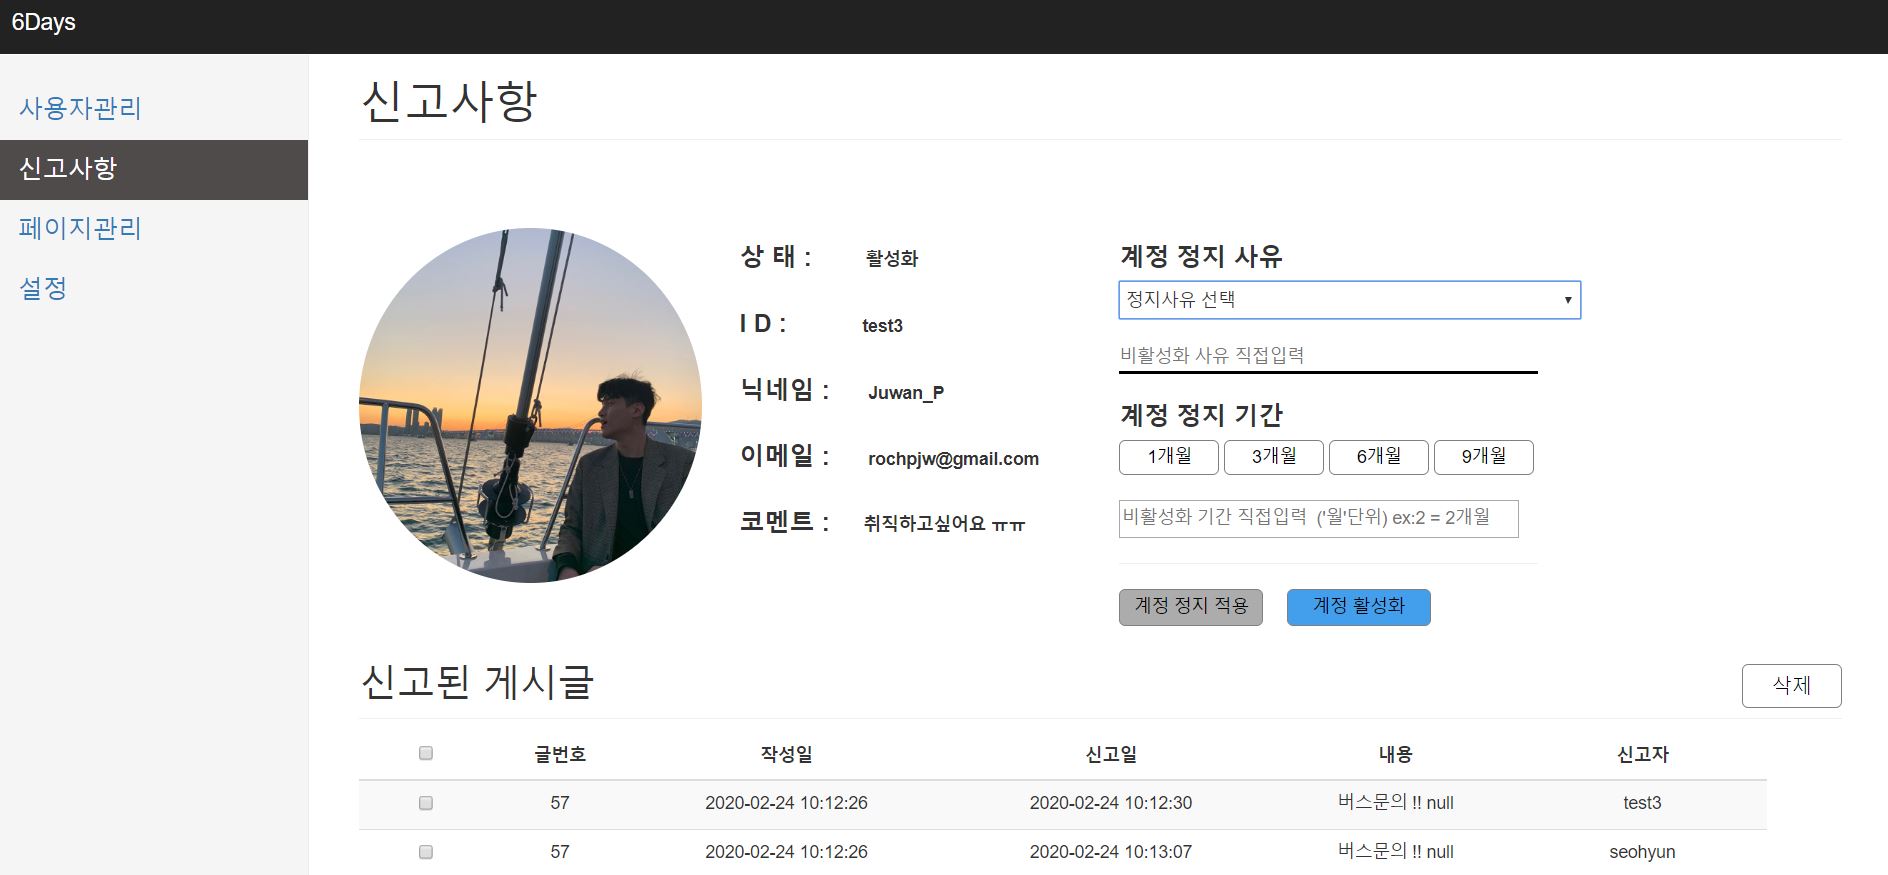 6Days
사용자관리
신고사항
페이지관리
설정
신고사항
상 태 : 활성화
I D : test3
닉네임 : Juwan_P
이메일 : rochpjw@gmail.com
코멘트 : 취직하고싶어요 ㅠㅠ
계정 정지 사유
정지사유 선택
비활성화 사유 직접입력
계정 정지 기간
1개월 3개월 6개월 9개월
비활성화 기간 직접입력 ('월'단위) ex:2 = 2개월
계정 정지 적용 계정 활성화
신고된 게시글 삭제
글번호 작성일 신고일 내용 신고자
57 2020-02-24 10:12:26 2020-02-24 10:12:30 버스문의 !! null test3
57 2020-02-24 10:12:26 2020-02-24 10:13:07 버스문의 !! null seohyun